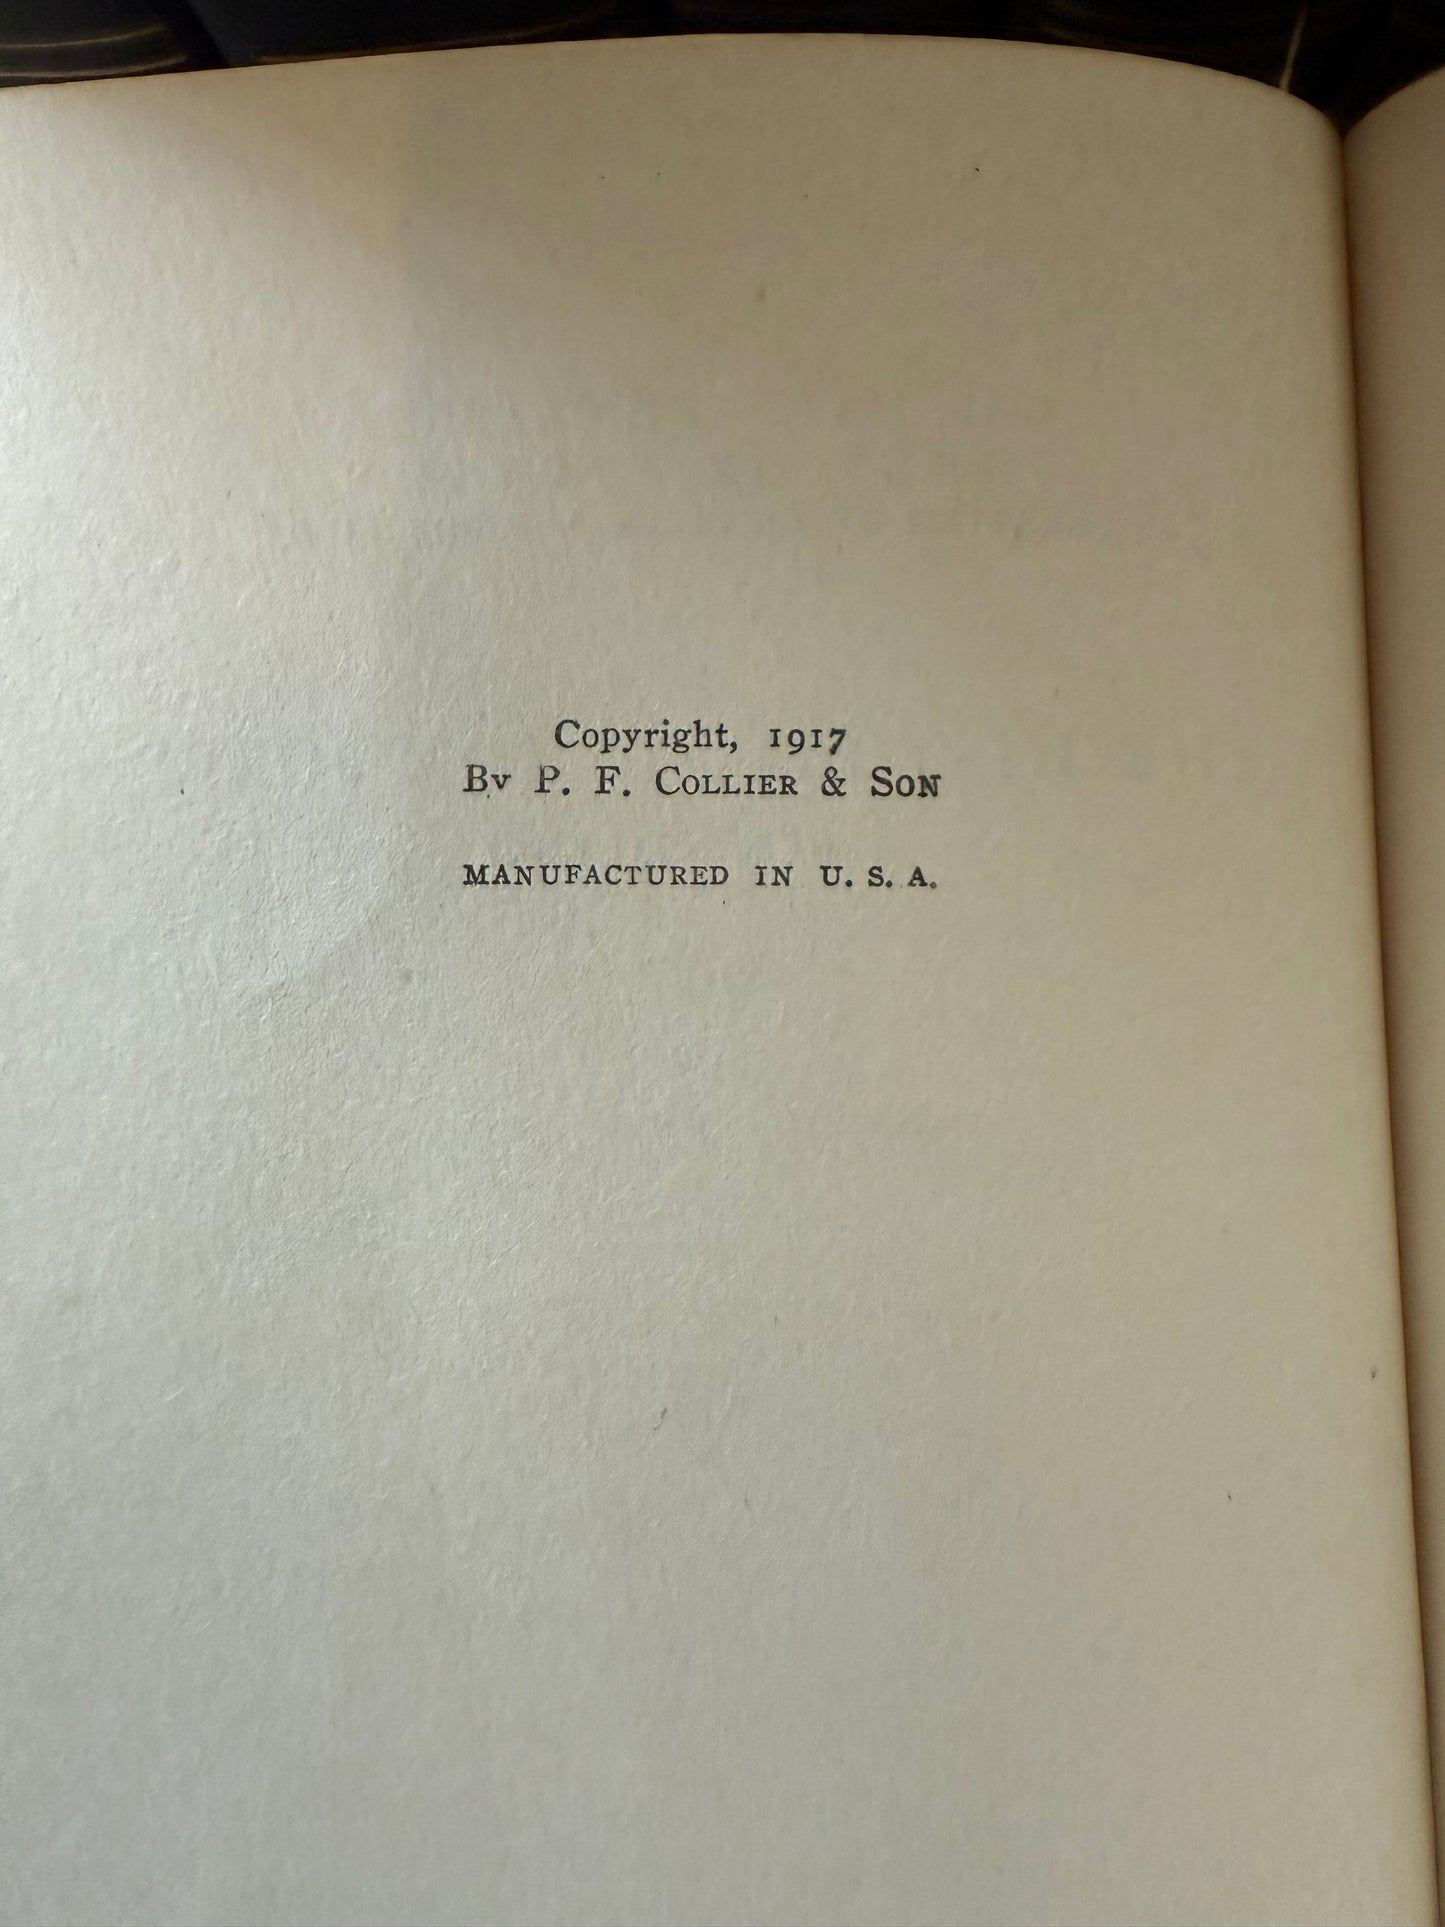 Copyright, 1917
By P. F. Collier & Son
MANUFACTURED IN U. S. A.